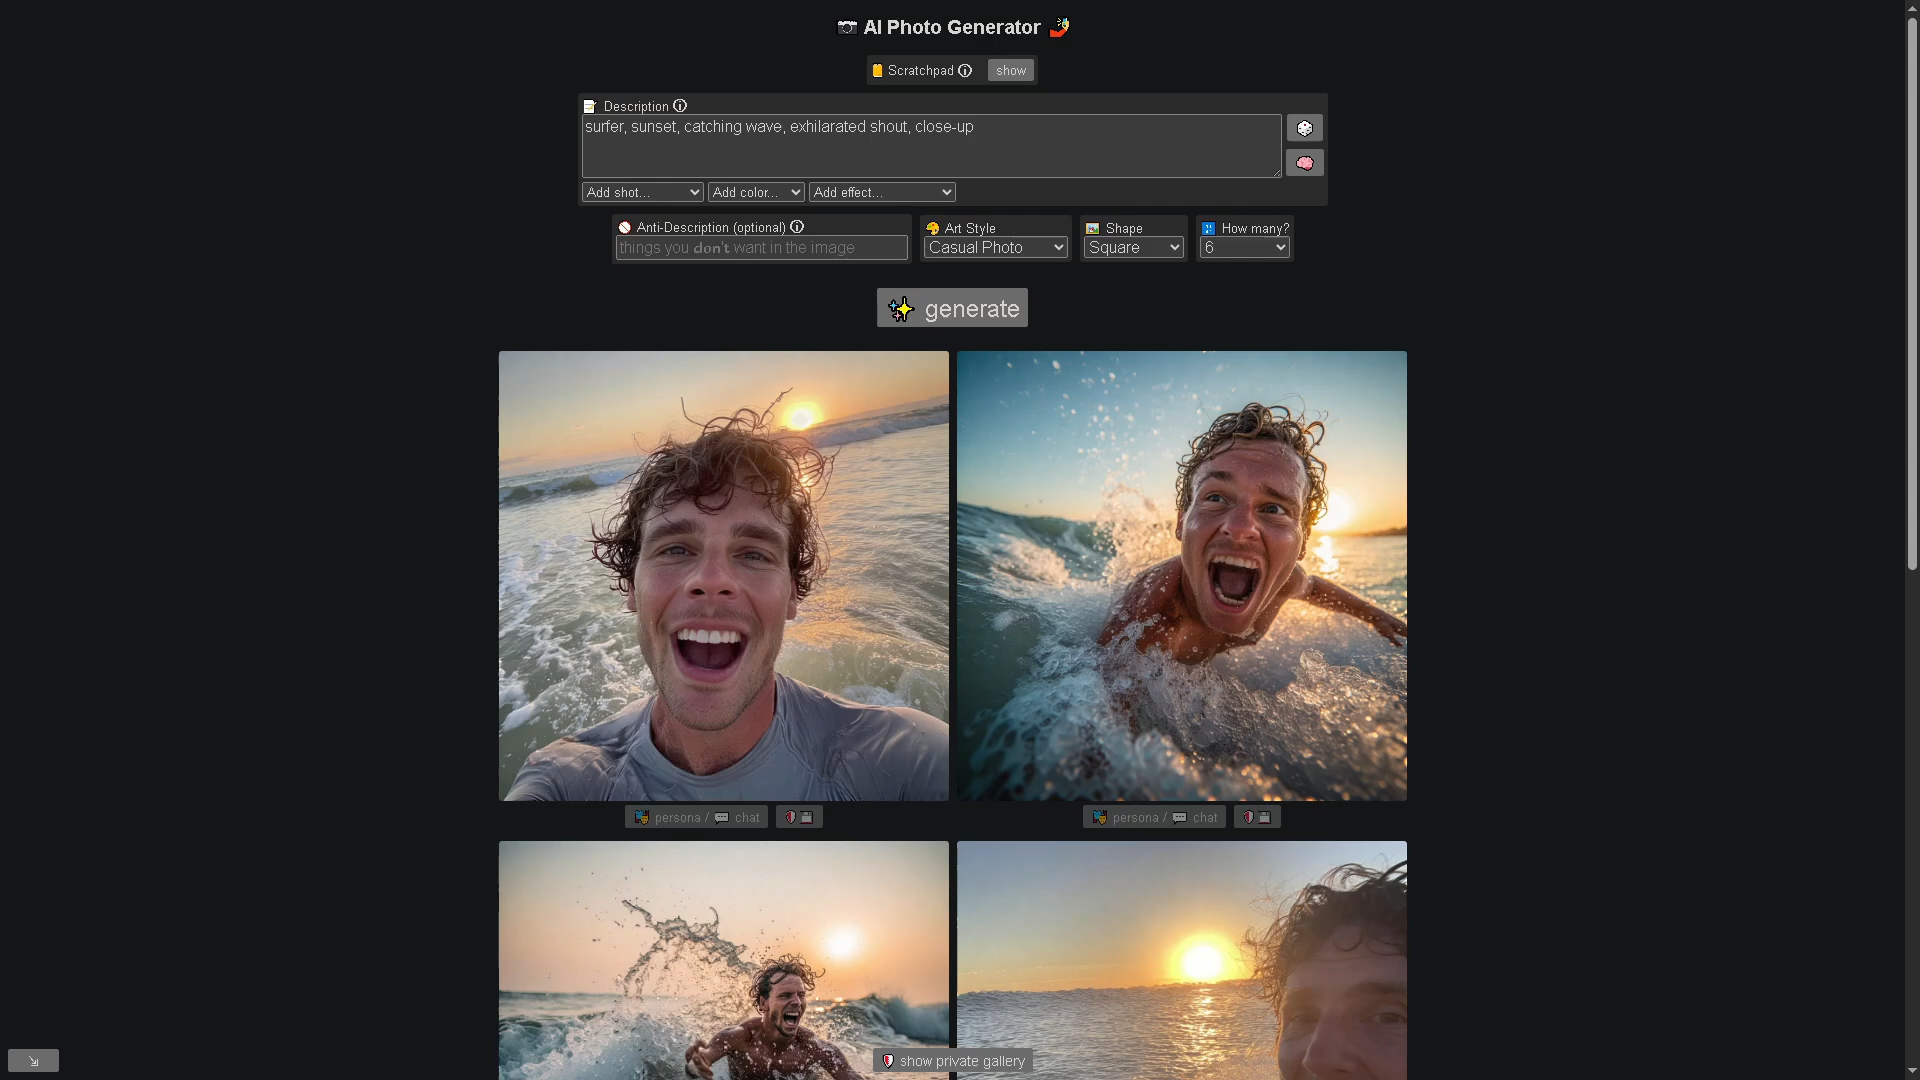 AI Photo Generator
Scratchpad show
Description
surfer, sunset, catching wave, exhilarated shout, close-up
Add shot... Add color... Add effect...
Anti-Description (optional) Art Style Shape How many?
things you don't want in the image Casual Photo Square 6
generate
persona / chat persona / chat
show private gallery